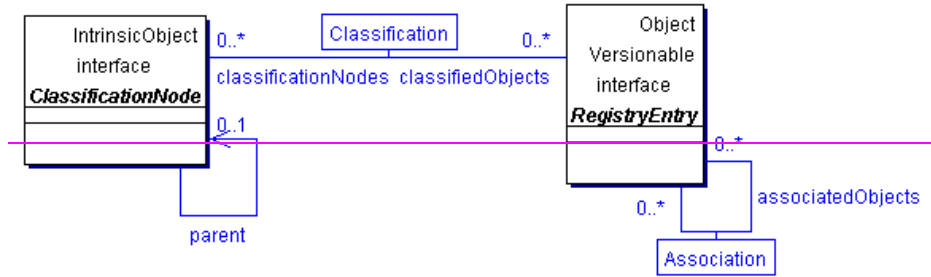 IntrinsicObject
interface
ClassificationNode
0..*
Classification
0..*
classificationNodes classifiedObjects
Object
Versionable
interface
RegistryEntry
0..1
parent
0..*
associatedObjects
0..*
Association